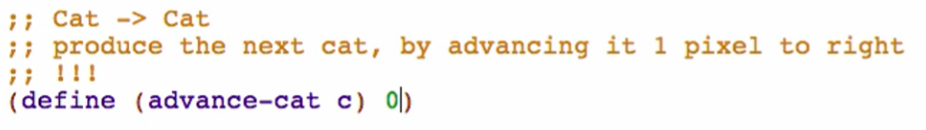 ;; Cat -> Cat
;; produce the next cat, by advancing it 1 pixel to right
;; !!!
(define (advance-cat c) 0)